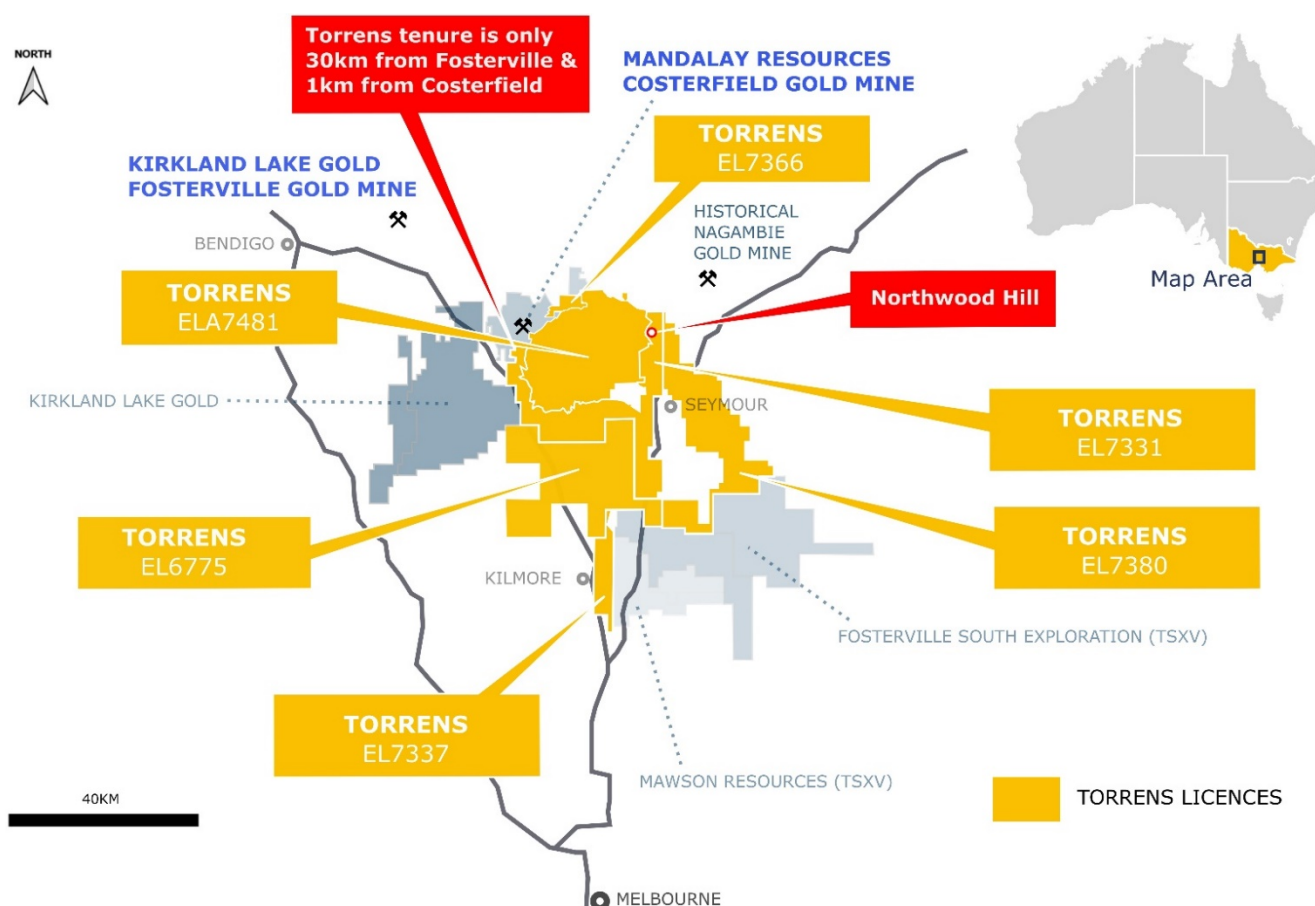 NORTH
Torrens tenure is only
30km from Fosterville &
1km from Costerfield
MANDALAY RESOURCES
COSTERFIELD GOLD MINE
TORRENS
EL7366
KIRKLAND LAKE GOLD
FOSTERVILLE GOLD MINE
HISTORICAL
NAGAMBIE
GOLD MINE
BENDIGO
Map Area
TORRENS
ELA7481
Northwood Hill
KIRKLAND LAKE GOLD
SEYMOUR
TORRENS
EL7331
TORRENS
EL6775
TORRENS
EL7380
KILMORE
FOSTERVILLE SOUTH EXPLORATION (TSXV)
TORRENS
EL7337
MAWSON RESOURCES (TSXV)
40KM
TORRENS LICENCES
MELBOURNE